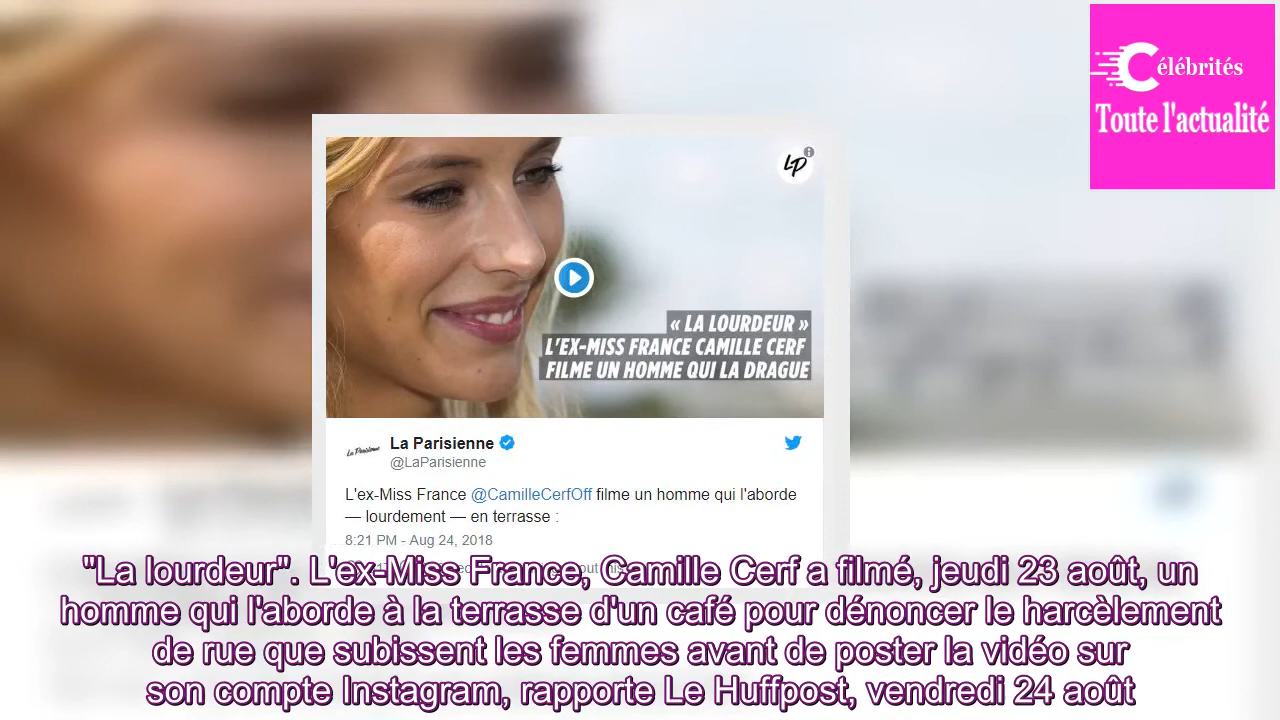 Célébrités
Toute l'actualité
LP
« LA LOURDEUR »
L'EX-MISS FRANCE CAMILLE CERF
FILME UN HOMME QUI LA DRAGUE
La Parisienne
La Parisienne
@LaParisienne
L'ex-Miss France @CamilleCerfOff filme un homme qui l'aborde
— lourdement — en terrasse :
8:21 PM - Aug 24, 2018
"La lourdeur". L'ex-Miss France, Camille Cerf a filmé, jeudi 23 août, un
homme qui l'aborde à la terrasse d'un café pour dénoncer le harcèlement
de rue que subissent les femmes avant de poster la vidéo sur
son compte Instagram, rapporte Le Huffpost, vendredi 24 août